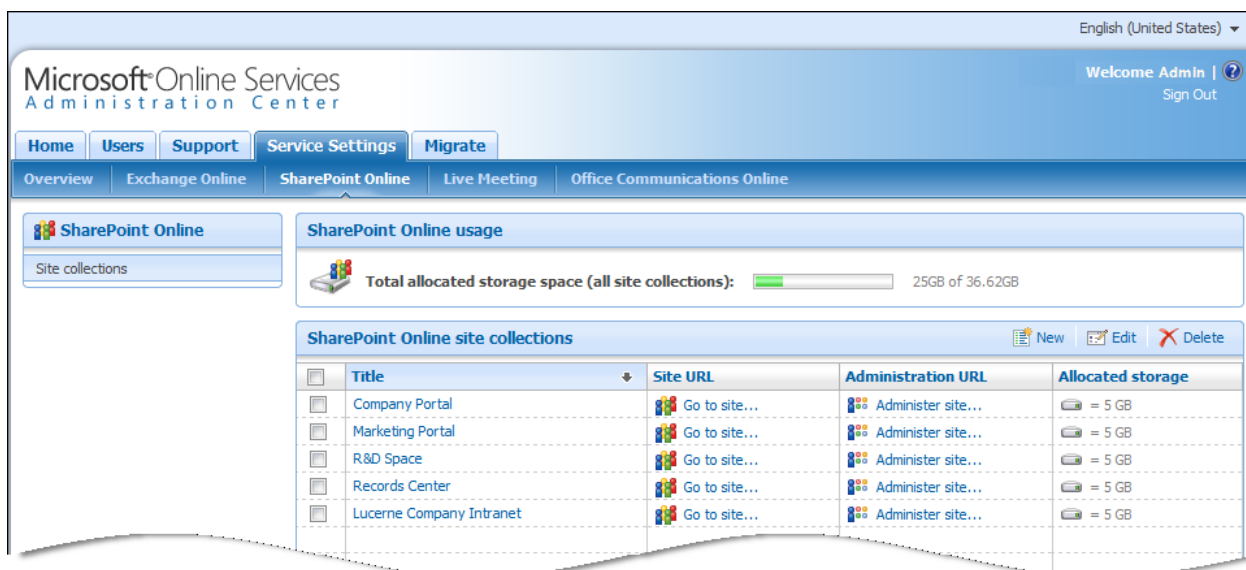 English (United States)
Microsoft® Online Services
Administration Center
Welcome Admin | ?
Sign Out
Home Users Support Service Settings Migrate
Overview Exchange Online SharePoint Online Live Meeting Office Communications Online
SharePoint Online
Site collections
SharePoint Online usage
Total allocated storage space (all site collections): 25GB of 36.62GB
SharePoint Online site collections New Edit Delete
Title Site URL Administration URL Allocated storage
Company Portal Go to site... Administer site... = 5 GB
Marketing Portal Go to site... Administer site... = 5 GB
R&D Space Go to site... Administer site... = 5 GB
Records Center Go to site... Administer site... = 5 GB
Lucerne Company Intranet Go to site... Administer site... = 5 GB